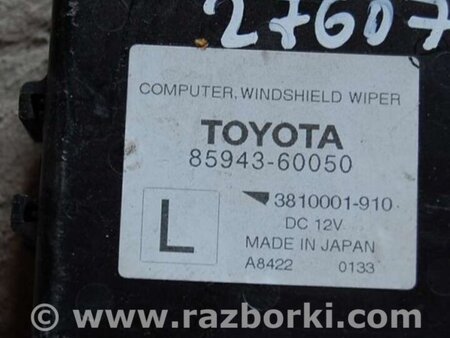 27607
COMPUTER, WINDSHIELD WIPER
TOYOTA
85943-60050
L
3810001-910
DC 12V
MADE IN JAPAN
A8422 0133
© www.razborki.com